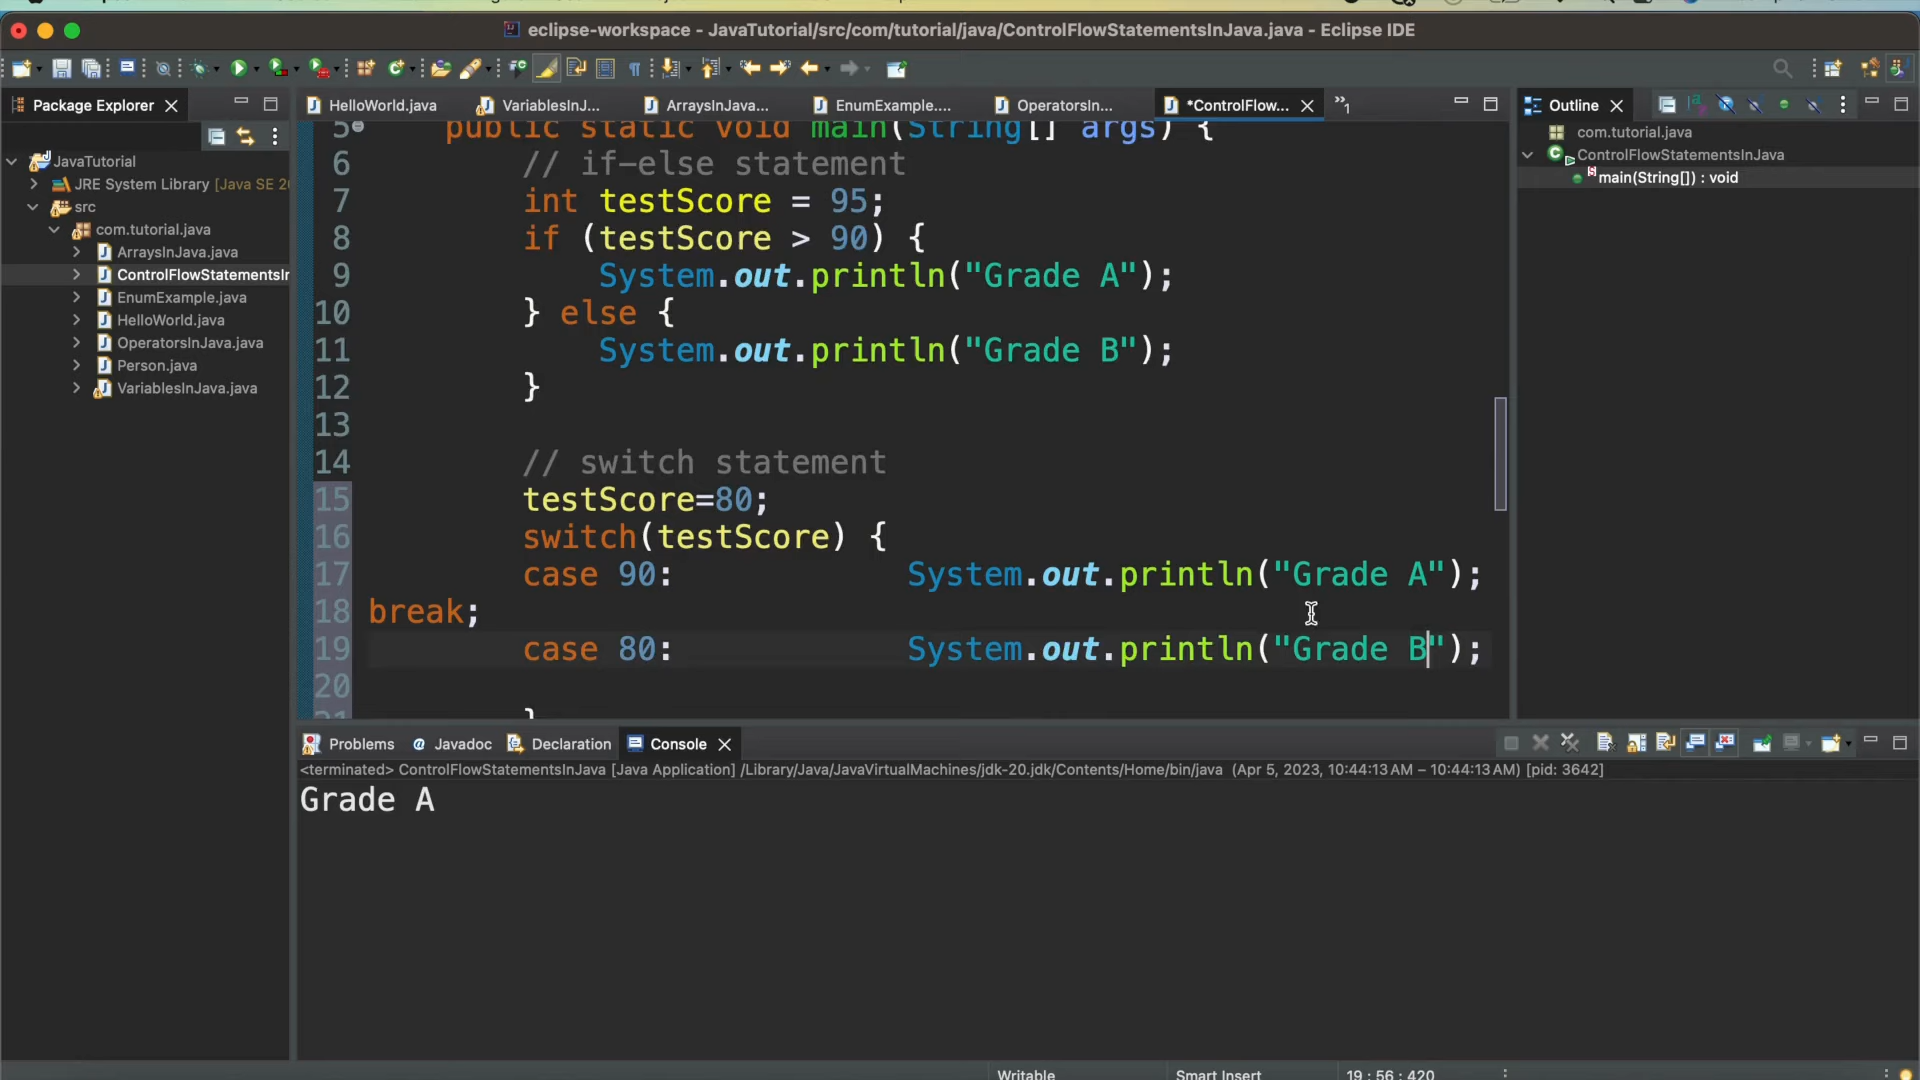 eclipse-workspace - JavaTutorial/src/com/tutorial/java/ControlFlowStatementsInJava.java - Eclipse IDE
Package Explorer
HelloWorld.java
VariablesInJ...
ArraysInJava...
EnumExample....
OperatorsIn...
*ControlFlow...
»1
Outline
JavaTutorial
JRE System Library [Java SE 20
src
com.tutorial.java
ArraysInJava.java
ControlFlowStatementsIn
EnumExample.java
HelloWorld.java
OperatorsInJava.java
Person.java
VariablesInJava.java
5 public static void main(String[] args) {
6 // if-else statement
7 int testScore = 95;
8 if (testScore > 90) {
9 System.out.println("Grade A");
10 } else {
11 System.out.println("Grade B");
12 }
13
14 // switch statement
15 testScore=80;
16 switch(testScore) {
17 case 90: System.out.println("Grade A");
18 break;
19 case 80: System.out.println("Grade B");
20
21 }
com.tutorial.java
ControlFlowStatementsInJava
main(String[]) : void
Problems
Javadoc
Declaration
Console
<terminated> ControlFlowStatementsInJava [Java Application] /Library/Java/JavaVirtualMachines/jdk-20.jdk/Contents/Home/bin/java (Apr 5, 2023, 10:44:13 AM – 10:44:13 AM) [pid: 3642]
Grade A
Writable
Smart Insert
19 : 56 : 420